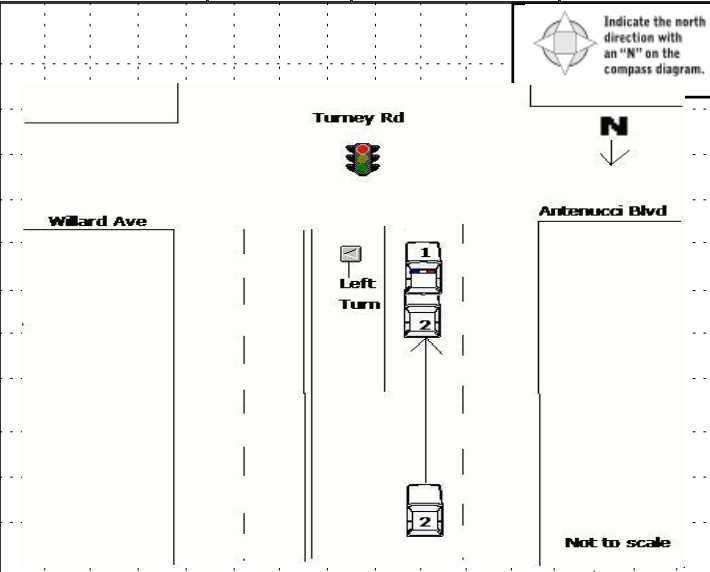 Indicate the north
direction with
an “N” on the
compass diagram.
Turney Rd
N
Willard Ave
Antenucci Blvd
1
Left
Turn
2
2
Not to scale